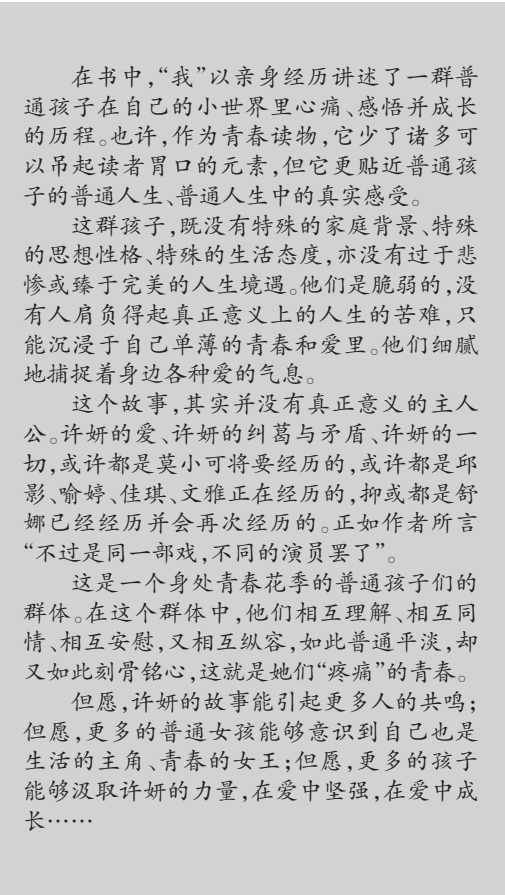 在书中，“我”以亲身经历讲述了一群普
通孩子在自己的小世界里心痛、感悟并成长
的历程。也许，作为青春读物，它少了诸多可
以吊起读者胃口的元素，但它更贴近普通孩
子的普通人生、普通人生中的真实感受。
这群孩子，既没有特殊的家庭背景、特殊
的思想性格、特殊的生活态度，亦没有过于悲
惨或臻于完美的人生境遇。他们是脆弱的，没
有人肩负得起真正意义上的人生的苦难，只
能沉浸于自己单薄的青春和爱里。他们细腻
地捕捉着身边各种爱的气息。
这个故事，其实并没有真正意义的主人
公。许妍的爱、许妍的纠葛与矛盾、许妍的一
切，或许都是莫小可将要经历的，或许都是邱
影、喻婷、佳琪、文雅正在经历的，抑或都是舒
娜已经经历并会再次经历的。正如作者所言
“不过是同一部戏，不同的演员罢了”。
这是一个身处青春花季的普通孩子们的
群体。在这个群体中，他们相互理解、相互同
情、相互安慰，又相互纵容，如此普通平淡，却
又如此刻骨铭心，这就是她们“疼痛”的青春。
但愿，许妍的故事能引起更多人的共鸣；
但愿，更多的普通女孩能够意识到自己也是
生活的主角、青春的女王；但愿，更多的孩子
能够汲取许妍的力量，在爱中坚强，在爱中成
长……